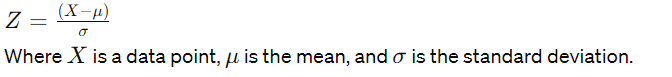 Z = (X−μ)/σ
Where X is a data point, μ is the mean, and σ is the standard deviation.